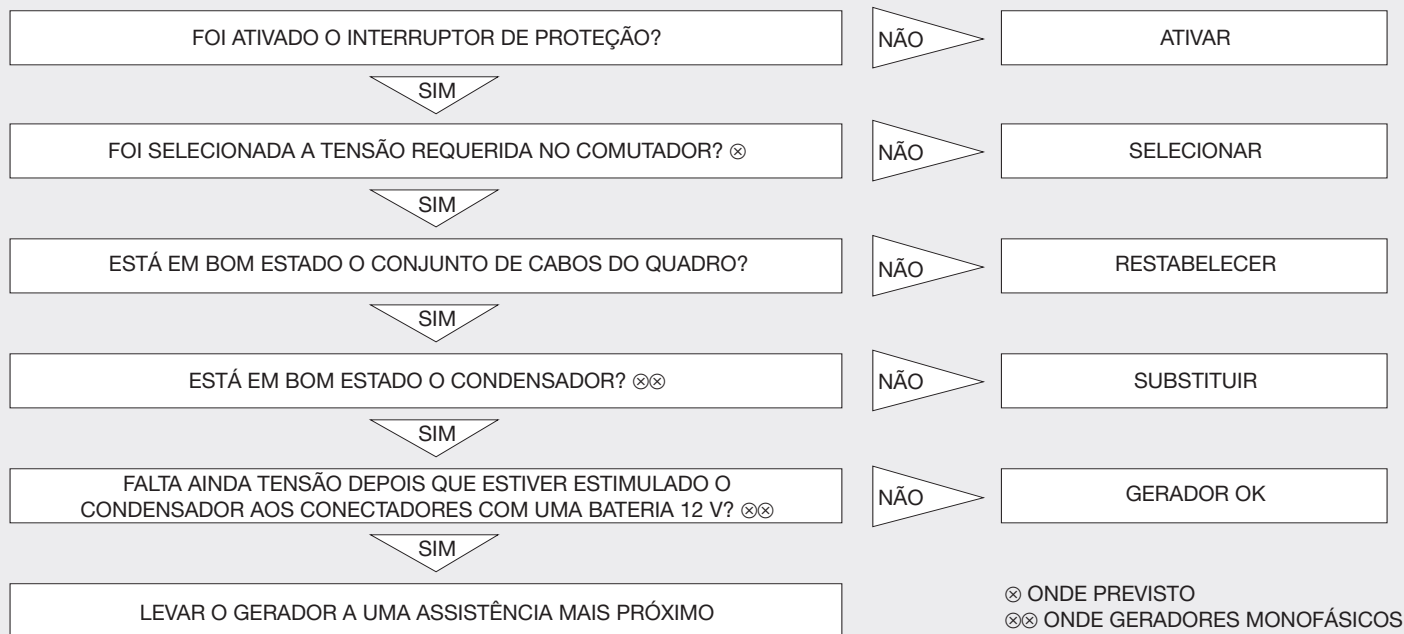 FOI ATIVADO O INTERRUPTOR DE PROTEÇÃO?
NÃO
ATIVAR
SIM
FOI SELECIONADA A TENSÃO REQUERIDA NO COMUTADOR? ⊗
NÃO
SELECIONAR
SIM
ESTÁ EM BOM ESTADO O CONJUNTO DE CABOS DO QUADRO?
NÃO
RESTABELECER
SIM
ESTÁ EM BOM ESTADO O CONDENSADOR? ⊗⊗
NÃO
SUBSTITUIR
SIM
FALTA AINDA TENSÃO DEPOIS QUE ESTIVER ESTIMULADO O
CONDENSADOR AOS CONECTADORES COM UMA BATERIA 12 V? ⊗⊗
NÃO
GERADOR OK
SIM
LEVAR O GERADOR A UMA ASSISTÊNCIA MAIS PRÓXIMO
⊗ ONDE PREVISTO
⊗⊗ ONDE GERADORES MONOFÁSICOS